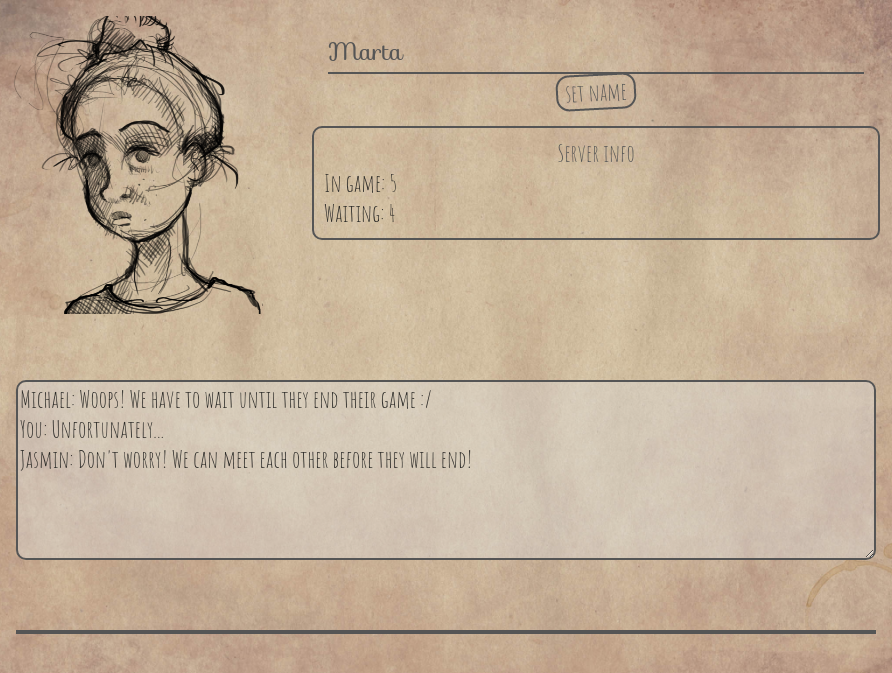 Marta
SET NAME
SERVER INFO
IN GAME: 5
WAITING: 4
MICHAEL: WOOPS! WE HAVE TO WAIT UNTIL THEY END THEIR GAME :/
YOU: UNFORTUNATELY...
JASMIN: DON'T WORRY! WE CAN MEET EACH OTHER BEFORE THEY WILL END!